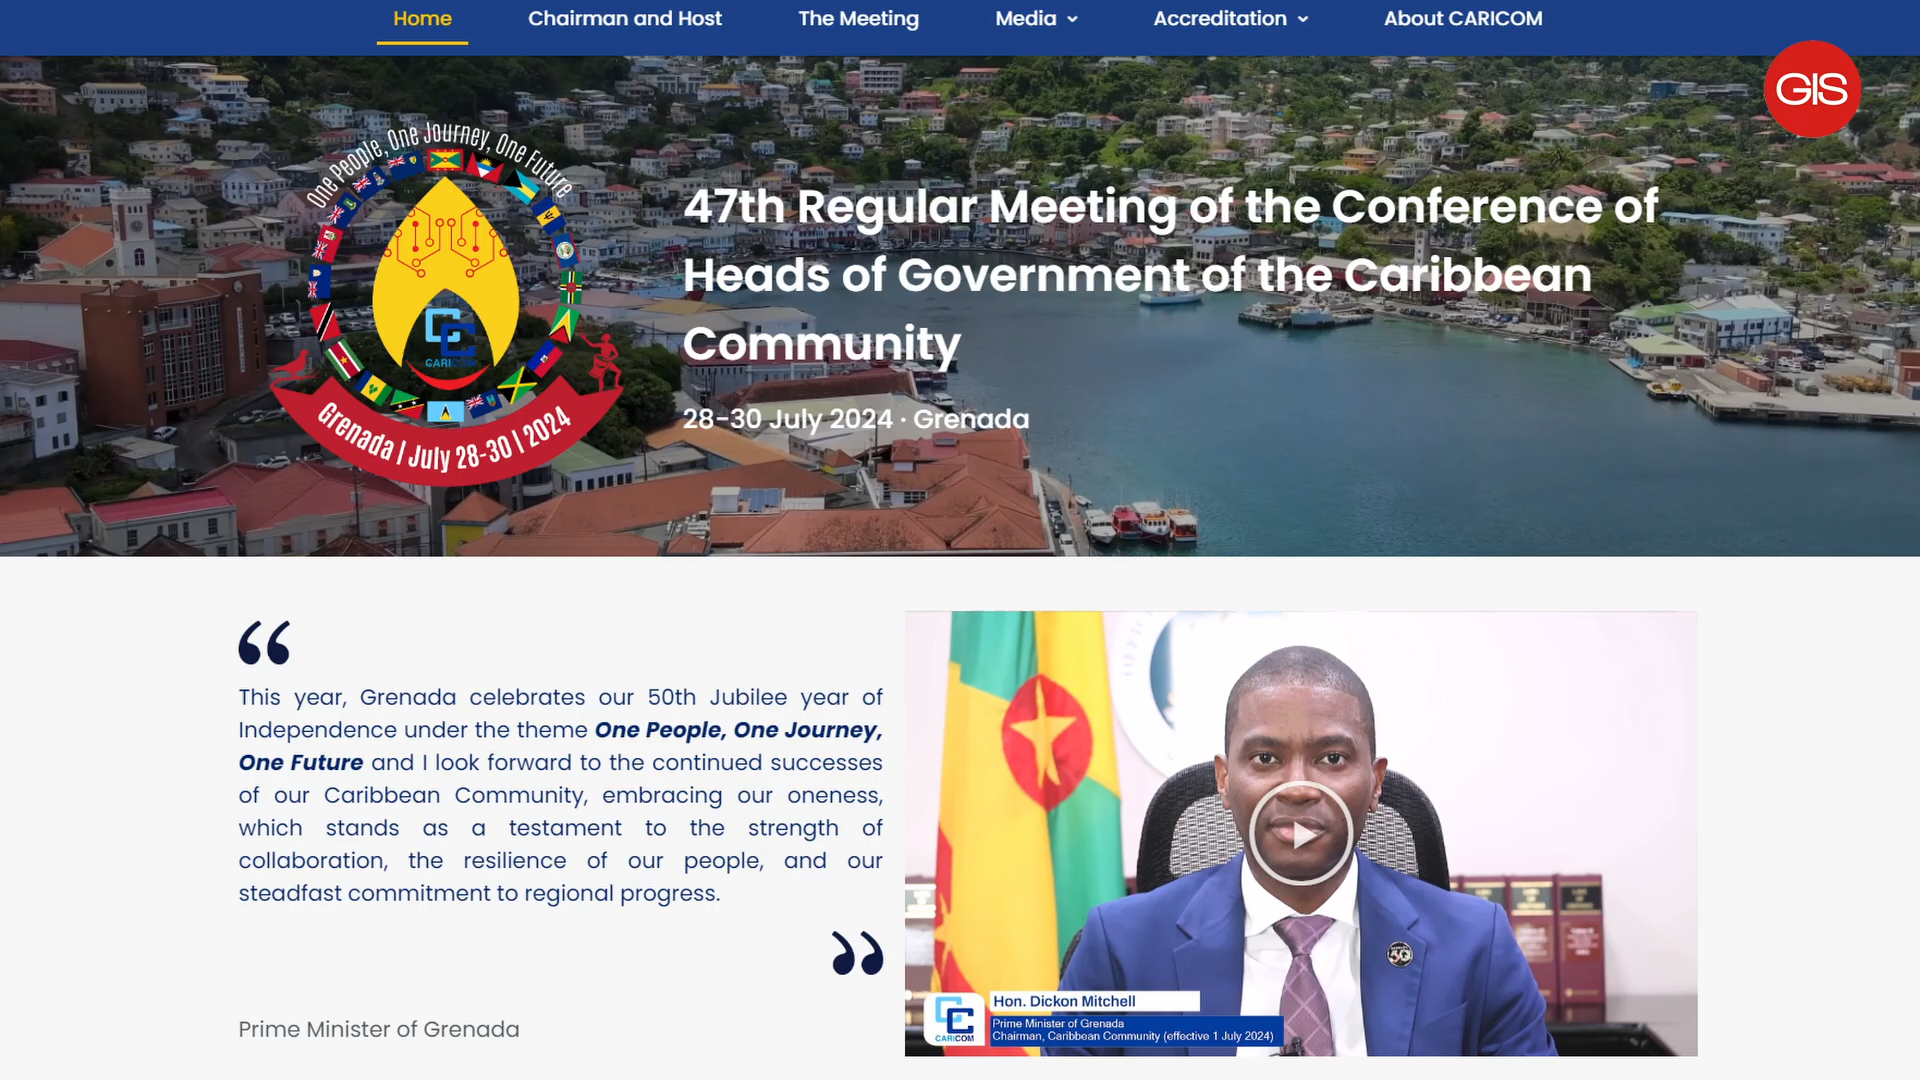 Home
Chairman and Host
The Meeting
Media
Accreditation
About CARICOM
GIS
One People, One Journey, One Future
CARICOM
Grenada | July 28-30 | 2024
47th Regular Meeting of the Conference of
Heads of Government of the Caribbean
Community
28-30 July 2024 · Grenada
“
This year, Grenada celebrates our 50th Jubilee year of
Independence under the theme One People, One Journey,
One Future and I look forward to the continued successes
of our Caribbean Community, embracing our oneness,
which stands as a testament to the strength of
collaboration, the resilience of our people, and our
steadfast commitment to regional progress.
”
Prime Minister of Grenada
CARICOM
Hon. Dickon Mitchell
Prime Minister of Grenada
Chairman, Caribbean Community (effective 1 July 2024)